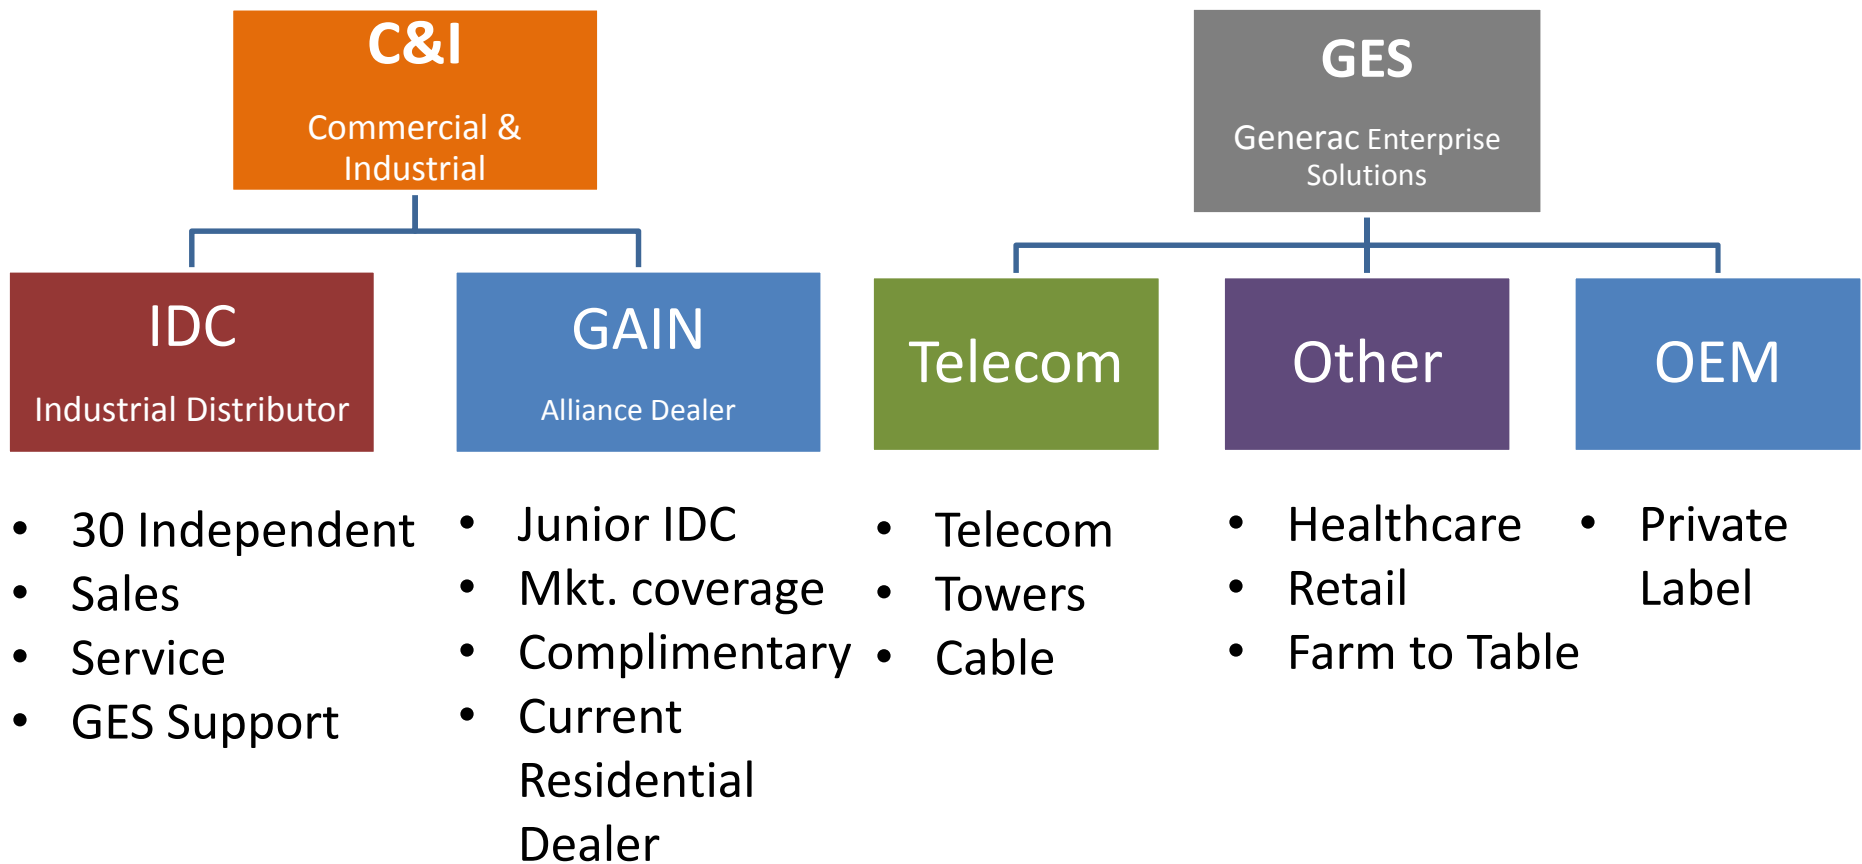 C&I
Commercial &
Industrial
GES
Generac Enterprise
Solutions
IDC
Industrial Distributor
GAIN
Alliance Dealer
Telecom
Other
OEM
• 30 Independent
• Sales
• Service
• GES Support
• Junior IDC
• Mkt. coverage
• Complimentary
• Current
Residential
Dealer
• Telecom
• Towers
• Cable
• Healthcare
• Retail
• Farm to Table
• Private
Label